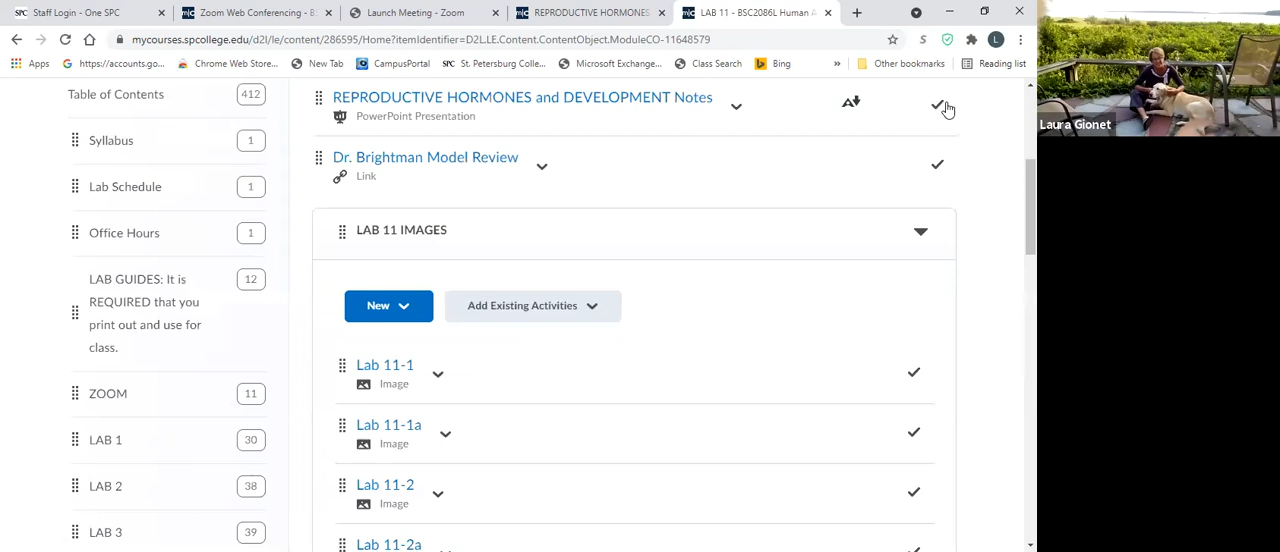 Staff Login - One SPC
Zoom Web Conferencing - BS
Launch Meeting - Zoom
REPRODUCTIVE HORMONES
LAB 11 - BSC2086L Human A
mycourses.spcollege.edu/d2l/le/content/286595/Home?itemIdentifier=D2L.LE.Content.ContentObject.ModuleCO-11648579
S
L
Apps
https://accounts.go...
Chrome Web Store...
New Tab
CampusPortal
SPC St. Petersburg Colle...
Microsoft Exchange...
Class Search
Bing
»
Other bookmarks
Reading list
Table of Contents 412
Syllabus 1
Lab Schedule 1
Office Hours 1
LAB GUIDES: It is 12
REQUIRED that you
print out and use for
class.
ZOOM 11
LAB 1 30
LAB 2 38
LAB 3 39
REPRODUCTIVE HORMONES and DEVELOPMENT Notes
PowerPoint Presentation
Dr. Brightman Model Review
Link
LAB 11 IMAGES
New
Add Existing Activities
Lab 11-1
Image
Lab 11-1a
Image
Lab 11-2
Image
Lab 11-2a
Laura Gionet